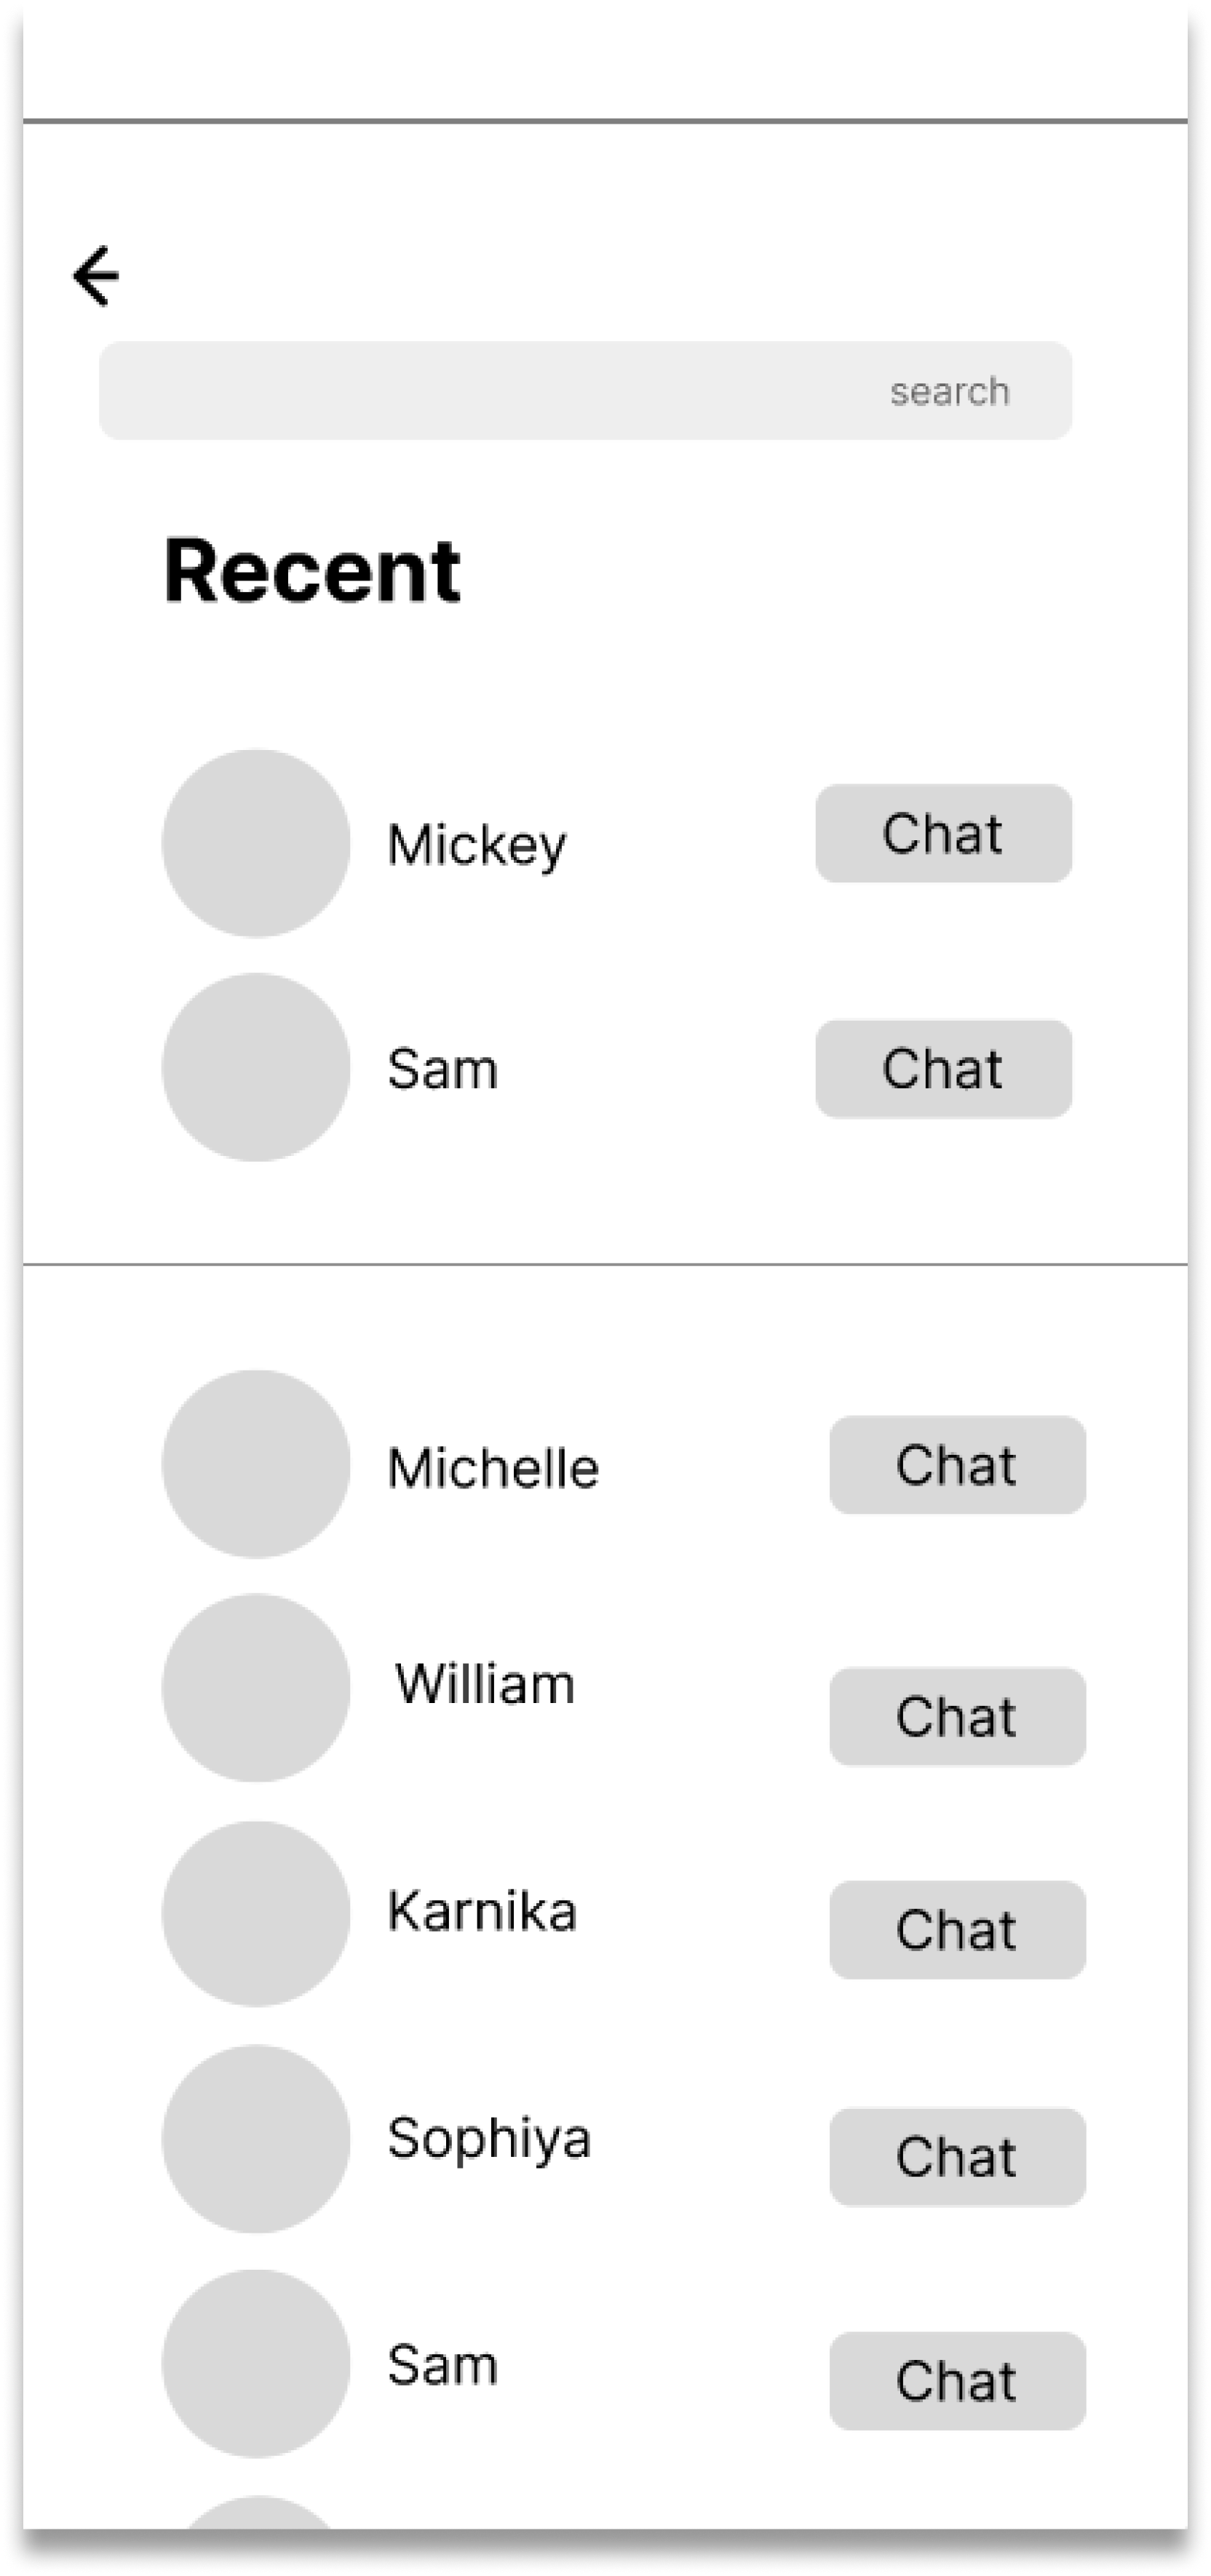 search
Recent
Mickey
Chat
Sam
Chat
Michelle
Chat
William
Chat
Karnika
Chat
Sophiya
Chat
Sam
Chat